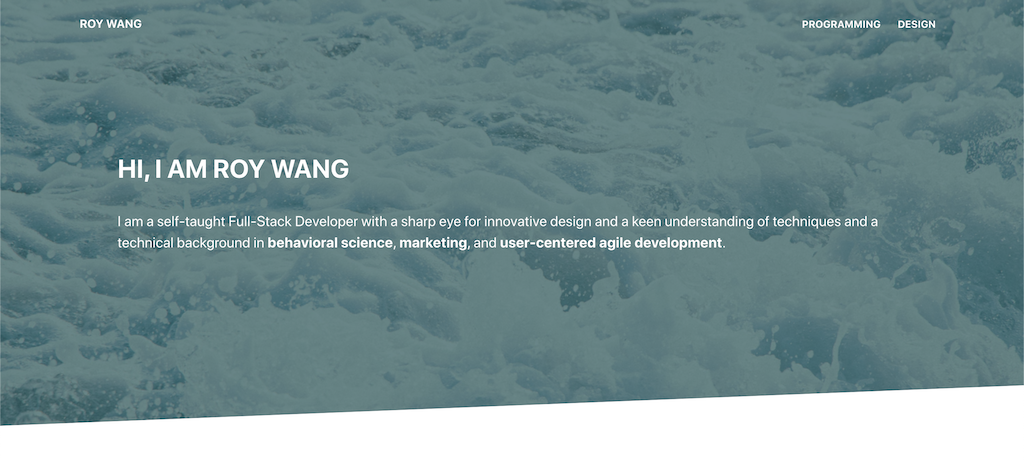 ROY WANG
PROGRAMMING DESIGN
HI, I AM ROY WANG
I am a self-taught Full-Stack Developer with a sharp eye for innovative design and a keen understanding of techniques and a
technical background in behavioral science, marketing, and user-centered agile development.